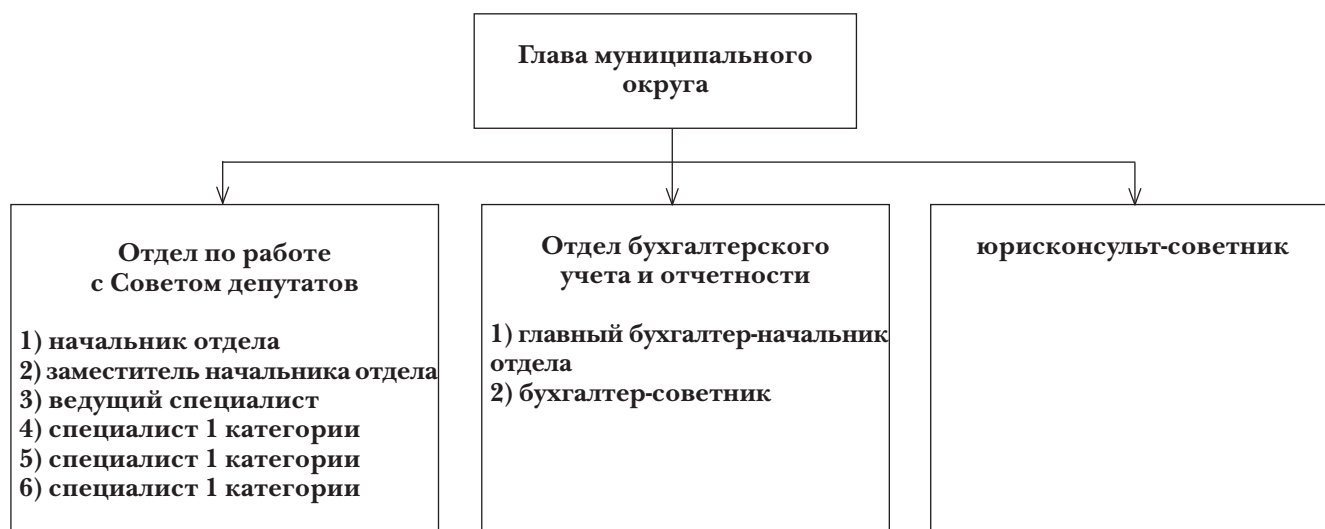 Глава муниципального
округа
Отдел по работе
с Советом депутатов
1) начальник отдела
2) заместитель начальника отдела
3) ведущий специалист
4) специалист 1 категории
5) специалист 1 категории
6) специалист 1 категории
Отдел бухгалтерского
учета и отчетности
1) главный бухгалтер-начальник
отдела
2) бухгалтер-советник
юрисконсульт-советник